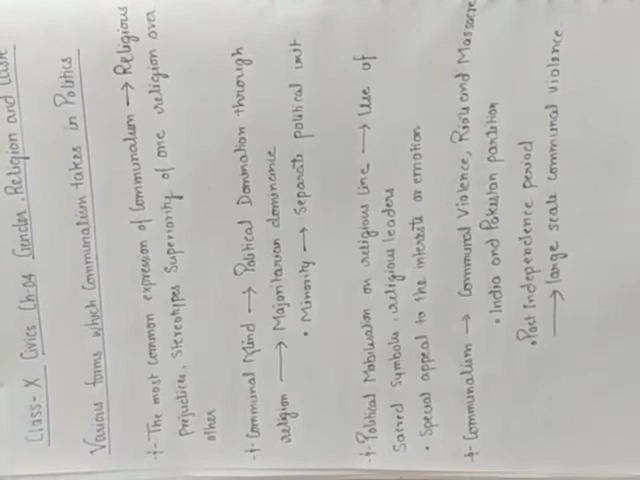 Class-X Civics Ch:04 Gender, Religion and Caste
Various forms which Communalism takes in Politics
-|- The most common expression of Communalism → Religious
Prejudices, Stereotypes Superiority of one religion over
other
-|- Communal Mind → Political Domination through
religion → Majoritarian dominance
• Minority → Separate political unit.
-|- Political Mobilisation on religious line → Use of
Sacred Symbols, religious leaders
• Special appeal to the interests or emotion
-|- Communalism → Communal Violence, Riots and Massacre
• India and Pakistan partition
• Post Independence period
→ large scale communal violence.